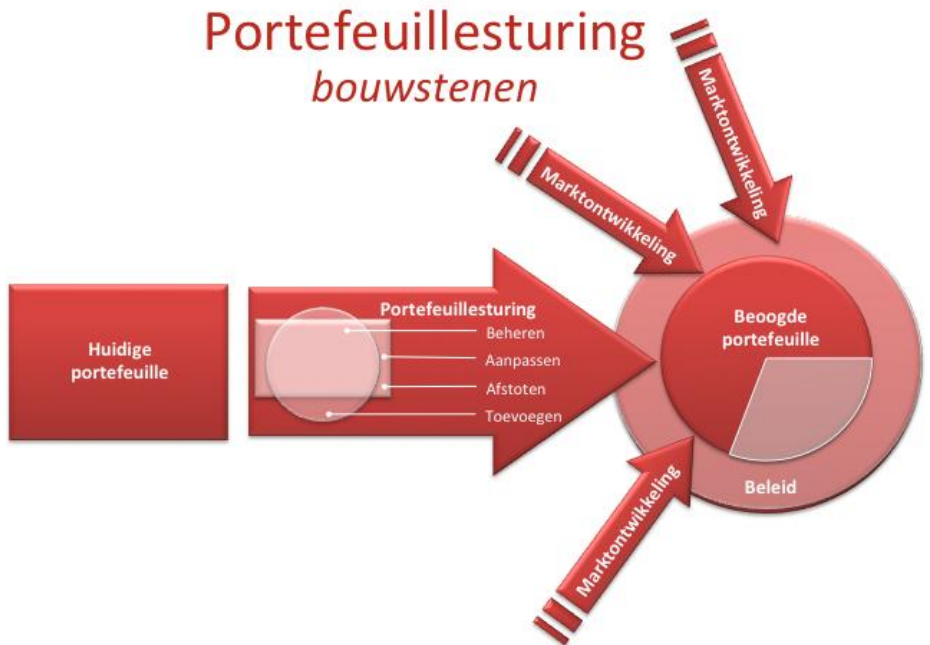 Portefeuillesturing
bouwstenen
Marktontwikkeling
Marktontwikkeling
Huidige
portefeuille
Portefeuillesturing
Beheren
Aanpassen
Afstoten
Toevoegen
Beoogde
portefeuille
Beleid
Marktontwikkeling